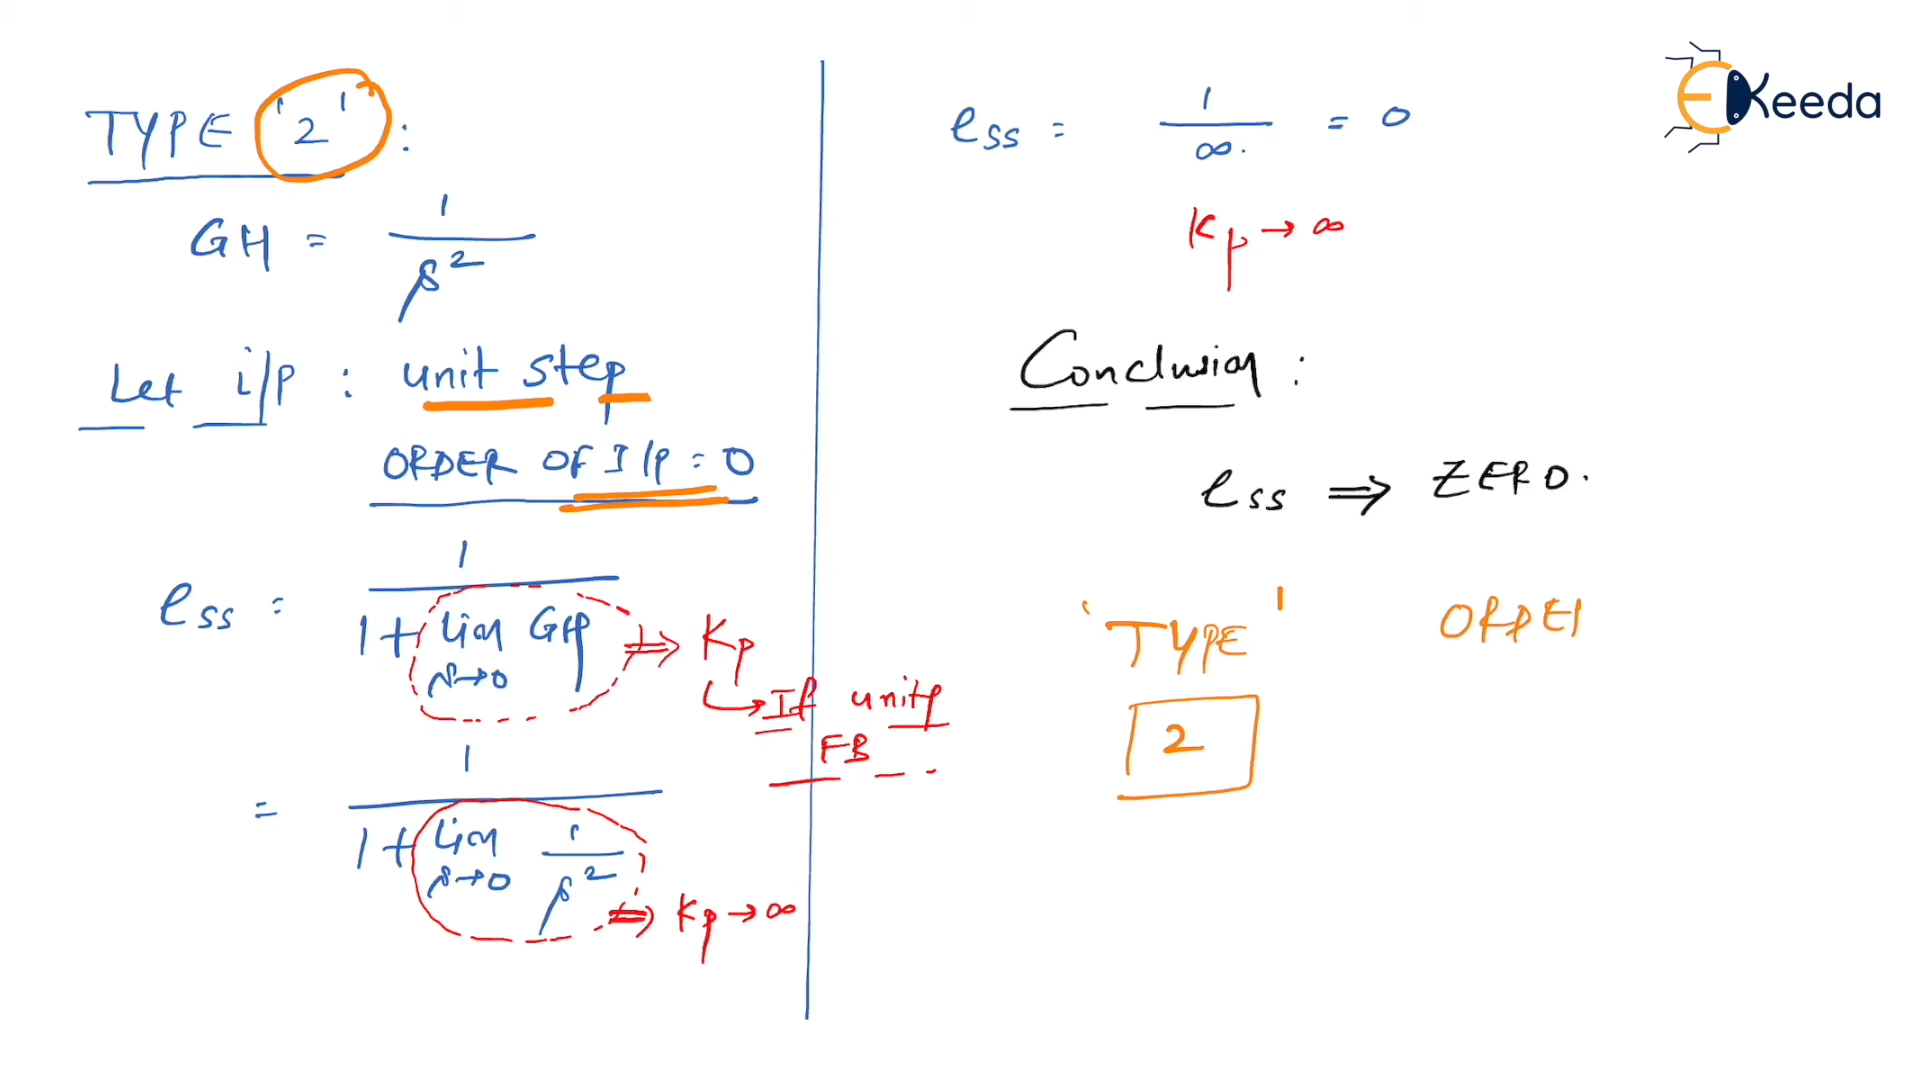 TYPE '2' :
GH = 1/s²
Let i/p : unit step
ORDER OF I/P = 0
ess = 1/(1 + lim s→0 GH) ⇒ Kp
If unity
FB
= 1/(1 + lim s→0 1/s²) ⇒ Kp → ∞
ess = 1/∞. = 0
Kp → ∞
Conclusion :
ess ⇒ ZERO.
'TYPE' ORDER
2
EKeeda